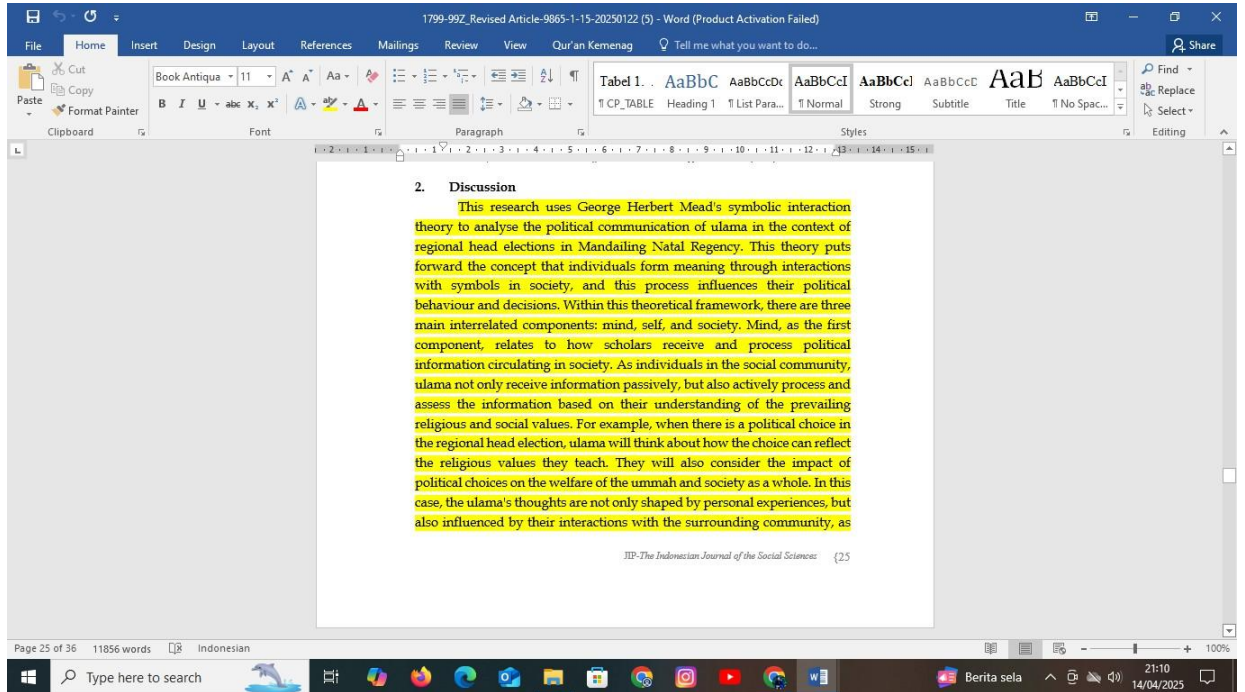 1799-99Z_Revised Article-9865-1-15-20250122 (5) - Word (Product Activation Failed)
File Home Insert Design Layout References Mailings Review View Qur'an Kemenag Tell me what you want to do... Share
Cut
Copy
Format Painter
Paste
Book Antiqua 11
Tabel 1. . AaBbC AaBbCcDc AaBbCcI AaBbCcI AaBbCcD AaB AaBbCcI
¶ CP_TABLE Heading 1 ¶ List Para... ¶ Normal Strong Subtitle Title ¶ No Spac...
Find
Replace
Select
Clipboard Font Paragraph Styles Editing
2. Discussion
This research uses George Herbert Mead's symbolic interaction
theory to analyse the political communication of ulama in the context of
regional head elections in Mandailing Natal Regency. This theory puts
forward the concept that individuals form meaning through interactions
with symbols in society, and this process influences their political
behaviour and decisions. Within this theoretical framework, there are three
main interrelated components: mind, self, and society. Mind, as the first
component, relates to how scholars receive and process political
information circulating in society. As individuals in the social community,
ulama not only receive information passively, but also actively process and
assess the information based on their understanding of the prevailing
religious and social values. For example, when there is a political choice in
the regional head election, ulama will think about how the choice can reflect
the religious values they teach. They will also consider the impact of
political choices on the welfare of the ummah and society as a whole. In this
case, the ulama's thoughts are not only shaped by personal experiences, but
also influenced by their interactions with the surrounding community, as
JIP-The Indonesian Journal of the Social Sciences {25
Page 25 of 36 11856 words Indonesian 100%
Type here to search
Berita sela
21:10
14/04/2025